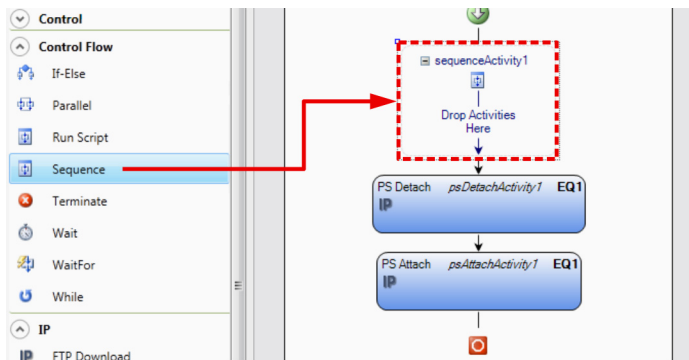 Control
Control Flow
If-Else
Parallel
Run Script
Sequence
Terminate
Wait
WaitFor
While
IP
IP FTP Download
sequenceActivity1
Drop Activities
Here
PS Detach psDetachActivity1 EQ1
IP
PS Attach psAttachActivity1 EQ1
IP